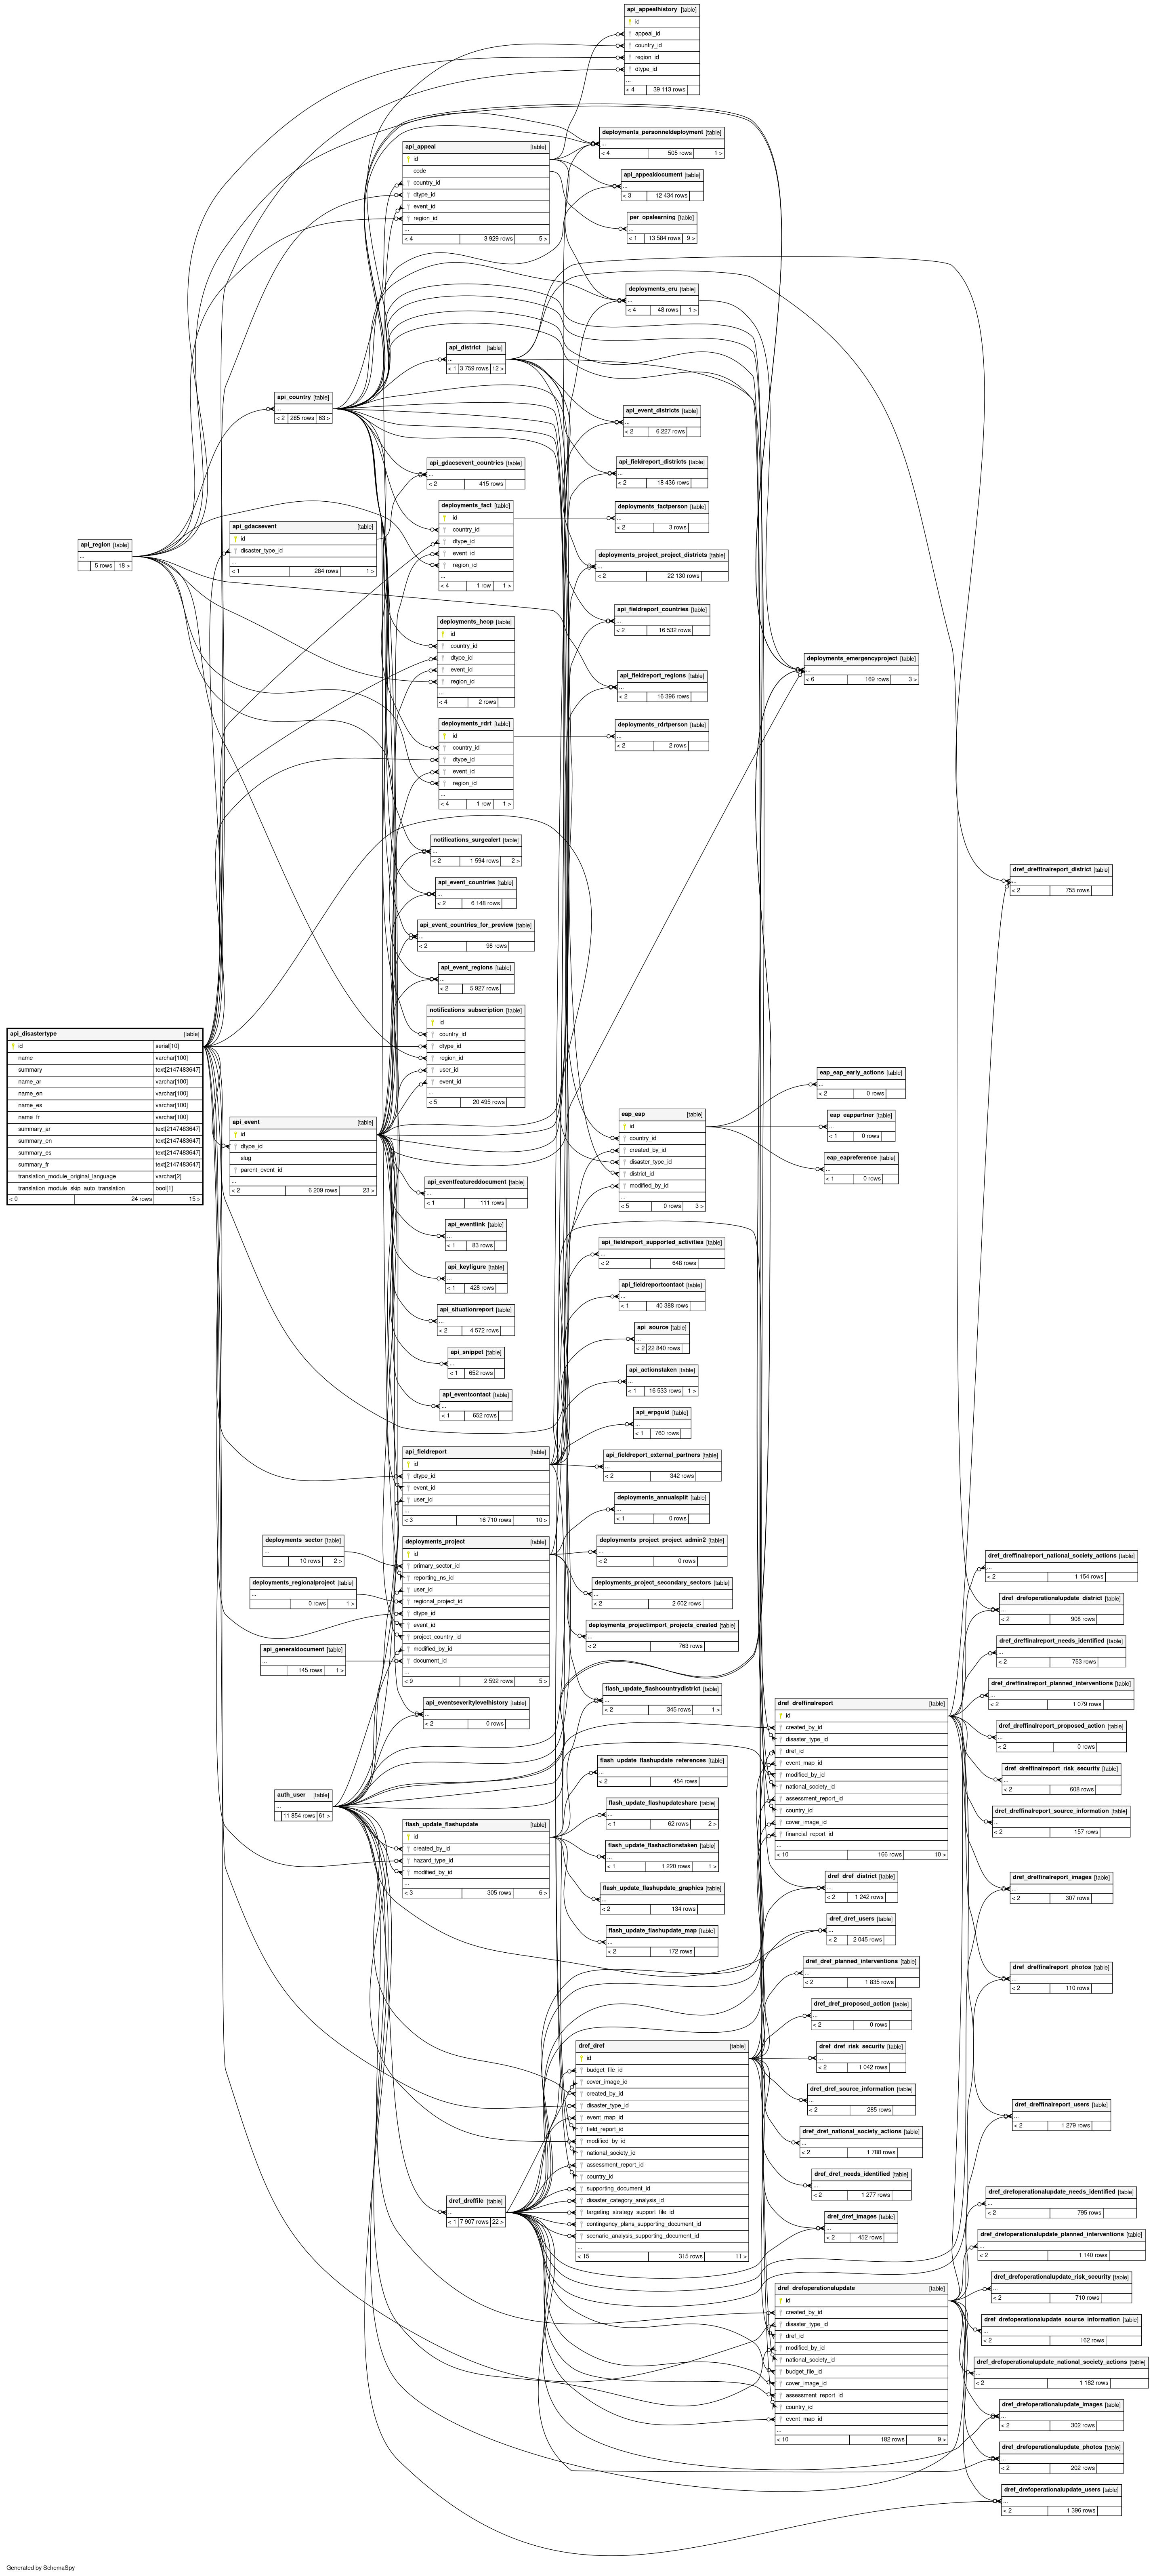 api_appealhistory [table]
id
appeal_id
country_id
region_id
dtype_id
...
< 4 39 113 rows
deployments_personneldeployment [table]
...
< 4 505 rows 1 >
api_appeal [table]
id
code
country_id
dtype_id
event_id
region_id
...
< 4 3 929 rows 5 >
api_appealdocument [table]
...
< 3 12 434 rows
per_opslearning [table]
...
< 1 13 584 rows 9 >
deployments_eru [table]
...
< 4 48 rows 1 >
api_district [table]
...
< 1 3 759 rows 12 >
api_country [table]
...
< 2 285 rows 63 >
api_event_districts [table]
...
< 2 6 227 rows
api_gdacsevent_countries [table]
...
< 2 415 rows
api_fieldreport_districts [table]
...
< 2 18 436 rows
deployments_fact [table]
id
country_id
dtype_id
event_id
region_id
...
< 4 1 row 1 >
deployments_factperson [table]
...
< 2 3 rows
api_gdacsevent [table]
id
disaster_type_id
...
< 1 284 rows 1 >
api_region [table]
...
5 rows 18 >
deployments_project_project_districts [table]
...
< 2 22 130 rows
api_fieldreport_countries [table]
...
< 2 16 532 rows
deployments_heop [table]
id
country_id
dtype_id
event_id
region_id
...
< 4 2 rows
deployments_emergencyproject [table]
...
< 6 169 rows 3 >
api_fieldreport_regions [table]
...
< 2 16 396 rows
deployments_rdrt [table]
id
country_id
dtype_id
event_id
region_id
...
< 4 1 row 1 >
deployments_rdrtperson [table]
...
< 2 2 rows
notifications_surgealert [table]
...
< 2 1 594 rows 2 >
dref_dreffinalreport_district [table]
...
< 2 755 rows
api_event_countries [table]
...
< 2 6 148 rows
api_event_countries_for_preview [table]
...
< 2 98 rows
api_event_regions [table]
...
< 2 5 927 rows
notifications_subscription [table]
id
country_id
dtype_id
region_id
user_id
event_id
...
< 5 20 495 rows
api_disastertype [table]
id serial[10]
name varchar[100]
summary text[2147483647]
name_ar varchar[100]
name_en varchar[100]
name_es varchar[100]
name_fr varchar[100]
summary_ar text[2147483647]
summary_en text[2147483647]
summary_es text[2147483647]
summary_fr text[2147483647]
translation_module_original_language varchar[2]
translation_module_skip_auto_translation bool[1]
< 0 24 rows 15 >
eap_eap_early_actions [table]
...
< 2 0 rows
eap_eappartner [table]
...
< 1 0 rows
eap_eapreference [table]
...
< 1 0 rows
eap_eap [table]
id
country_id
created_by_id
disaster_type_id
district_id
modified_by_id
...
< 5 0 rows 3 >
api_event [table]
id
dtype_id
slug
parent_event_id
...
< 2 6 209 rows 23 >
api_eventfeatureddocument [table]
...
< 1 111 rows
api_eventlink [table]
...
< 1 83 rows
api_fieldreport_supported_activities [table]
...
< 2 648 rows
api_keyfigure [table]
...
< 1 428 rows
api_fieldreportcontact [table]
...
< 1 40 388 rows
api_situationreport [table]
...
< 2 4 572 rows
api_source [table]
...
< 2 22 840 rows
api_snippet [table]
...
< 1 652 rows
api_actionstaken [table]
...
< 1 16 533 rows 1 >
api_eventcontact [table]
...
< 1 652 rows
api_erpguid [table]
...
< 1 760 rows
api_fieldreport [table]
id
dtype_id
event_id
user_id
...
< 3 16 710 rows 10 >
api_fieldreport_external_partners [table]
...
< 2 342 rows
deployments_annualsplit [table]
...
< 1 0 rows
deployments_sector [table]
...
10 rows 2 >
deployments_regionalproject [table]
...
0 rows 1 >
api_generaldocument [table]
...
145 rows 1 >
deployments_project [table]
id
primary_sector_id
reporting_ns_id
user_id
regional_project_id
dtype_id
event_id
project_country_id
modified_by_id
document_id
...
< 9 2 592 rows 5 >
deployments_project_project_admin2 [table]
...
< 2 0 rows
deployments_project_secondary_sectors [table]
...
< 2 2 602 rows
deployments_projectimport_projects_created [table]
...
< 2 763 rows
dref_dreffinalreport_national_society_actions [table]
...
< 2 1 154 rows
dref_drefoperationalupdate_district [table]
...
< 2 908 rows
dref_dreffinalreport_needs_identified [table]
...
< 2 753 rows
dref_dreffinalreport_planned_interventions [table]
...
< 2 1 079 rows
dref_dreffinalreport_proposed_action [table]
...
< 2 0 rows
dref_dreffinalreport_risk_security [table]
...
< 2 608 rows
dref_dreffinalreport_source_information [table]
...
< 2 157 rows
api_eventseveritylevelhistory [table]
...
< 2 0 rows
flash_update_flashcountrydistrict [table]
...
< 2 345 rows 1 >
dref_dreffinalreport [table]
id
created_by_id
disaster_type_id
dref_id
event_map_id
modified_by_id
national_society_id
assessment_report_id
country_id
cover_image_id
financial_report_id
...
< 10 166 rows 10 >
flash_update_flashupdate_references [table]
...
< 2 454 rows
auth_user [table]
...
11 854 rows 61 >
flash_update_flashupdateshare [table]
...
< 1 62 rows 2 >
flash_update_flashupdate [table]
id
created_by_id
hazard_type_id
modified_by_id
...
< 3 305 rows 6 >
flash_update_flashactionstaken [table]
...
< 1 1 220 rows 1 >
flash_update_flashupdate_graphics [table]
...
< 2 134 rows
flash_update_flashupdate_map [table]
...
< 2 172 rows
dref_dref_district [table]
...
< 2 1 242 rows
dref_dreffinalreport_images [table]
...
< 2 307 rows
dref_dref_users [table]
...
< 2 2 045 rows
dref_dref_planned_interventions [table]
...
< 2 1 835 rows
dref_dreffinalreport_photos [table]
...
< 2 110 rows
dref_dref_proposed_action [table]
...
< 2 0 rows
dref_dref_risk_security [table]
...
< 2 1 042 rows
dref_dref_source_information [table]
...
< 2 285 rows
dref_dreffinalreport_users [table]
...
< 2 1 279 rows
dref_dref_national_society_actions [table]
...
< 2 1 788 rows
dref_dref_needs_identified [table]
...
< 2 1 277 rows
dref_dref_images [table]
...
< 2 452 rows
dref_dref [table]
id
budget_file_id
cover_image_id
created_by_id
disaster_type_id
event_map_id
field_report_id
modified_by_id
national_society_id
assessment_report_id
country_id
supporting_document_id
disaster_category_analysis_id
targeting_strategy_support_file_id
contingency_plans_supporting_document_id
scenario_analysis_supporting_document_id
...
< 15 315 rows 11 >
dref_dreffile [table]
...
< 1 7 907 rows 22 >
dref_drefoperationalupdate_needs_identified [table]
...
< 2 795 rows
dref_drefoperationalupdate_planned_interventions [table]
...
< 2 1 140 rows
dref_drefoperationalupdate_risk_security [table]
...
< 2 710 rows
dref_drefoperationalupdate_source_information [table]
...
< 2 162 rows
dref_drefoperationalupdate_national_society_actions [table]
...
< 2 1 182 rows
dref_drefoperationalupdate [table]
id
created_by_id
disaster_type_id
dref_id
modified_by_id
national_society_id
budget_file_id
cover_image_id
assessment_report_id
country_id
event_map_id
...
< 10 182 rows 9 >
dref_drefoperationalupdate_images [table]
...
< 2 302 rows
dref_drefoperationalupdate_photos [table]
...
< 2 202 rows
dref_drefoperationalupdate_users [table]
...
< 2 1 396 rows
Generated by SchemaSpy